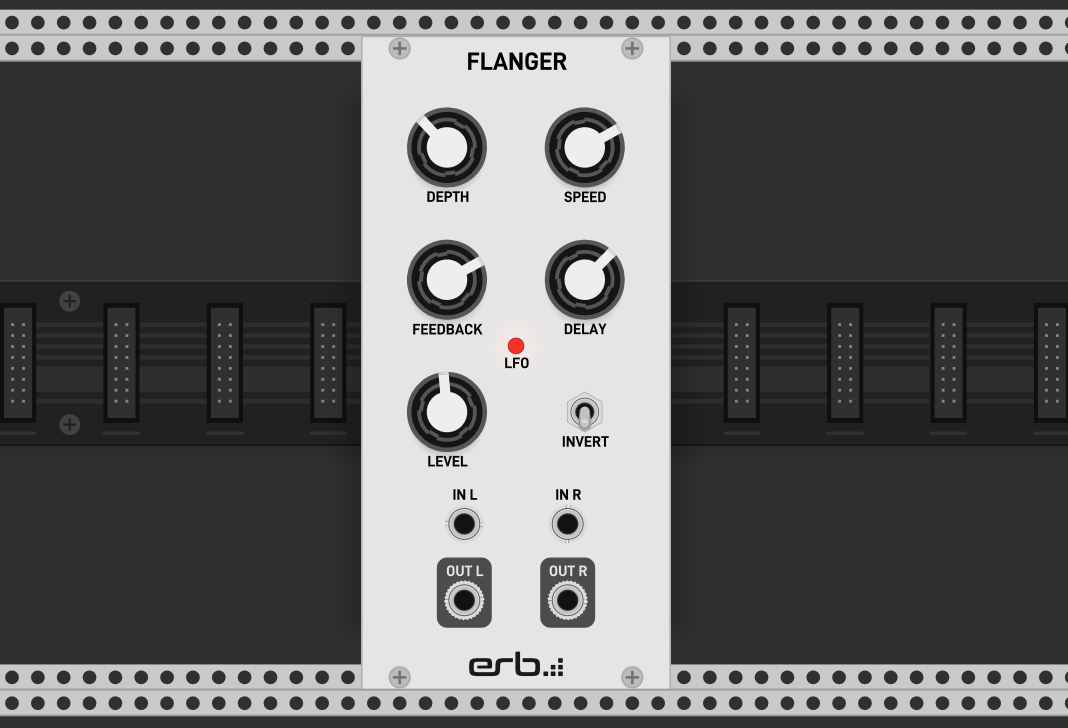 FLANGER
DEPTH
SPEED
FEEDBACK
DELAY
LFO
LEVEL
INVERT
IN L
IN R
OUT L
OUT R
erb